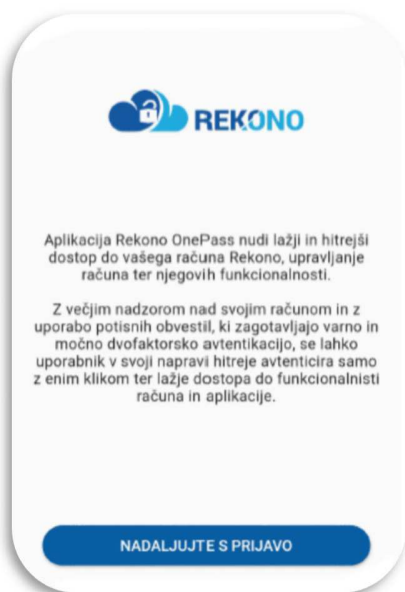 REKONO
Aplikacija Rekono OnePass nudi lažji in hitrejši
dostop do vašega računa Rekono, upravljanje
računa ter njegovih funkcionalnosti.
Z večjim nadzorom nad svojim računom in z
uporabo potisnih obvestil, ki zagotavljajo varno in
močno dvofaktorsko avtentikacijo, se lahko
uporabnik v svoji napravi hitreje avtenticira samo
z enim klikom ter lažje dostopa do funkcionalnisti
računa in aplikacije.
NADALJUJTE S PRIJAVO